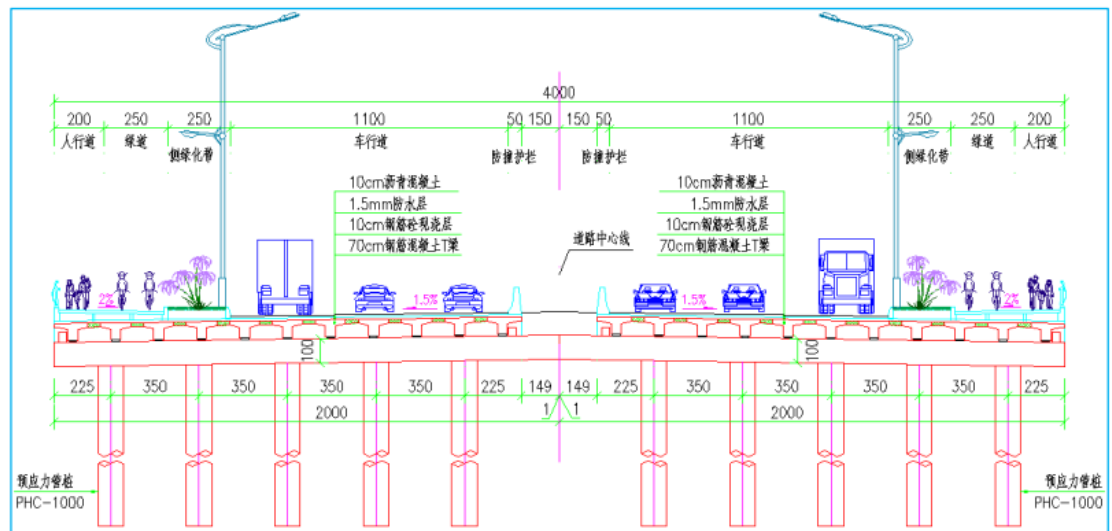 4000
200 250 250 1100 50 150 150 50 1100 250 250 200
人行道 绿道 侧绿化带 车行道 防撞护栏 防撞护栏 车行道 侧绿化带 绿道 人行道
10cm沥青混凝土 10cm沥青混凝土
1.5mm防水层 1.5mm防水层
10cm钢筋砼现浇层 10cm钢筋砼现浇层
70cm钢筋混凝土T梁 70cm钢筋混凝土T梁
道路中心线
2% 1.5% 1.5% 2%
100 100
225 350 350 350 350 225 149 149 225 350 350 350 350 225
1 1
2000 2000
预应力管桩 预应力管桩
PHC-1000 PHC-1000